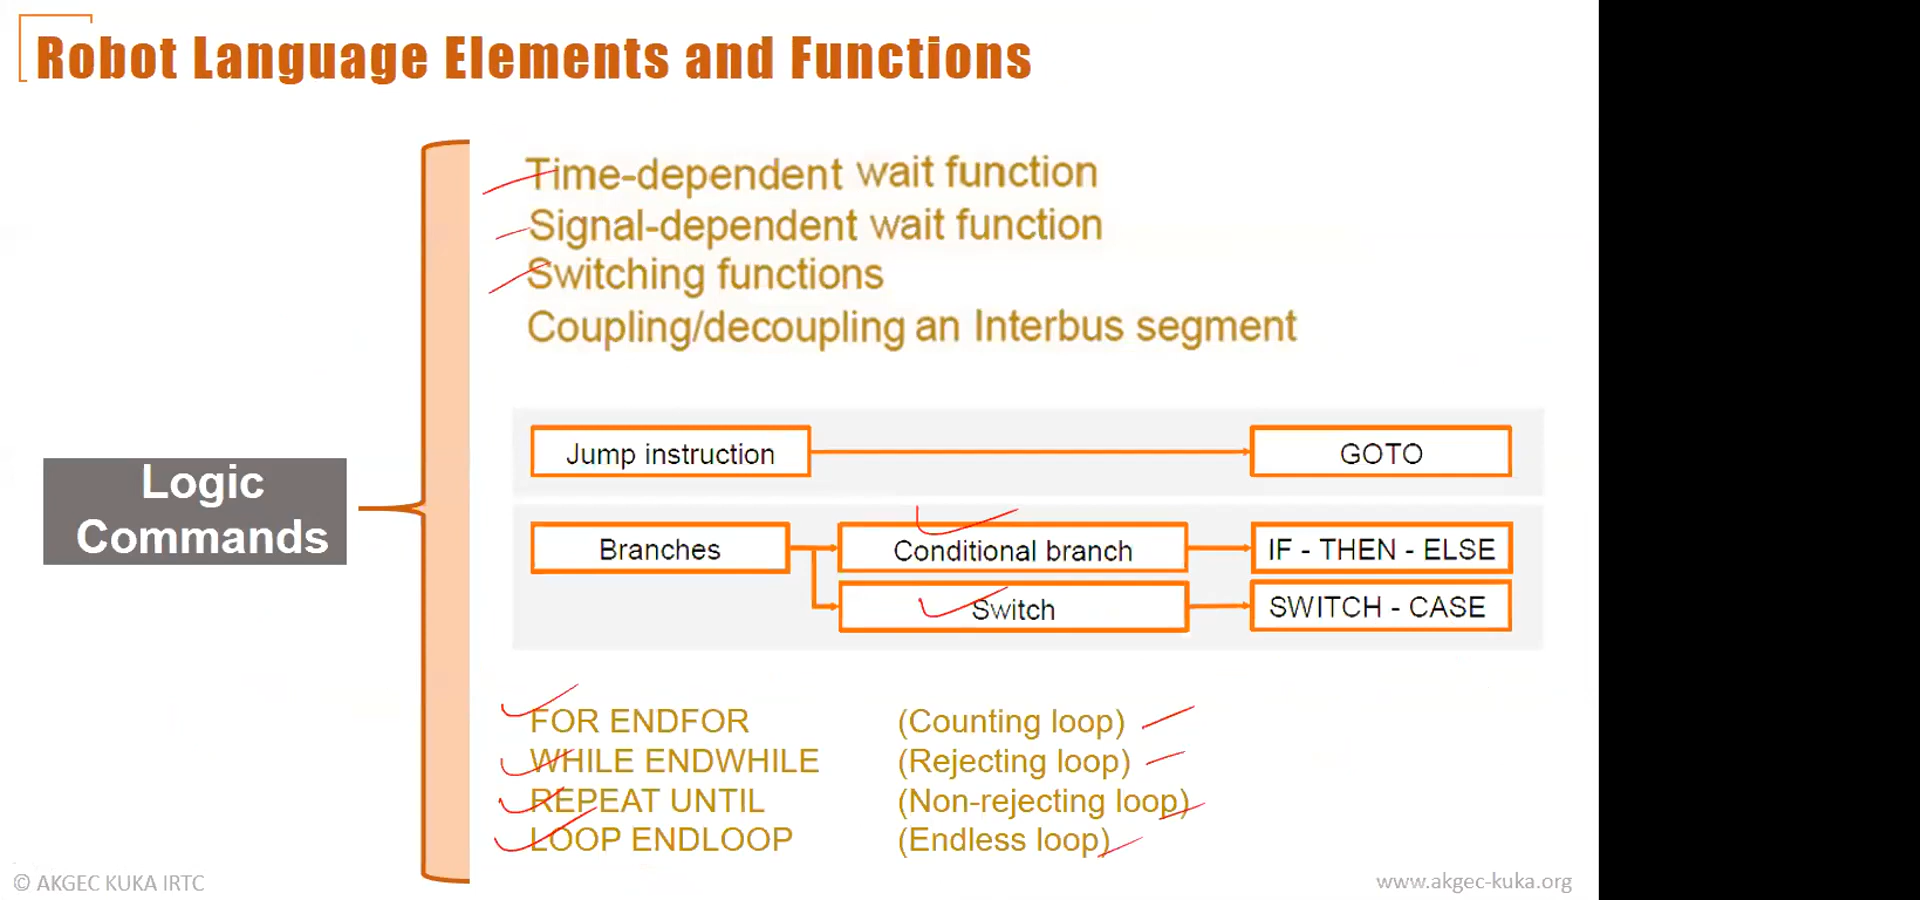 Robot Language Elements and Functions
Time-dependent wait function
Signal-dependent wait function
Switching functions
Coupling/decoupling an Interbus segment
Logic
Commands
Jump instruction GOTO
Branches Conditional branch IF - THEN - ELSE
Switch SWITCH - CASE
FOR ENDFOR (Counting loop)
WHILE ENDWHILE (Rejecting loop)
REPEAT UNTIL (Non-rejecting loop)
LOOP ENDLOOP (Endless loop)
© AKGEC KUKA IRTC
www.akgec-kuka.org